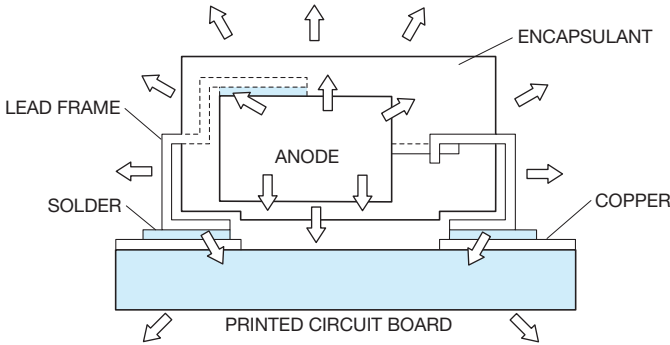 ENCAPSULANT
LEAD FRAME
ANODE
SOLDER
COPPER
PRINTED CIRCUIT BOARD